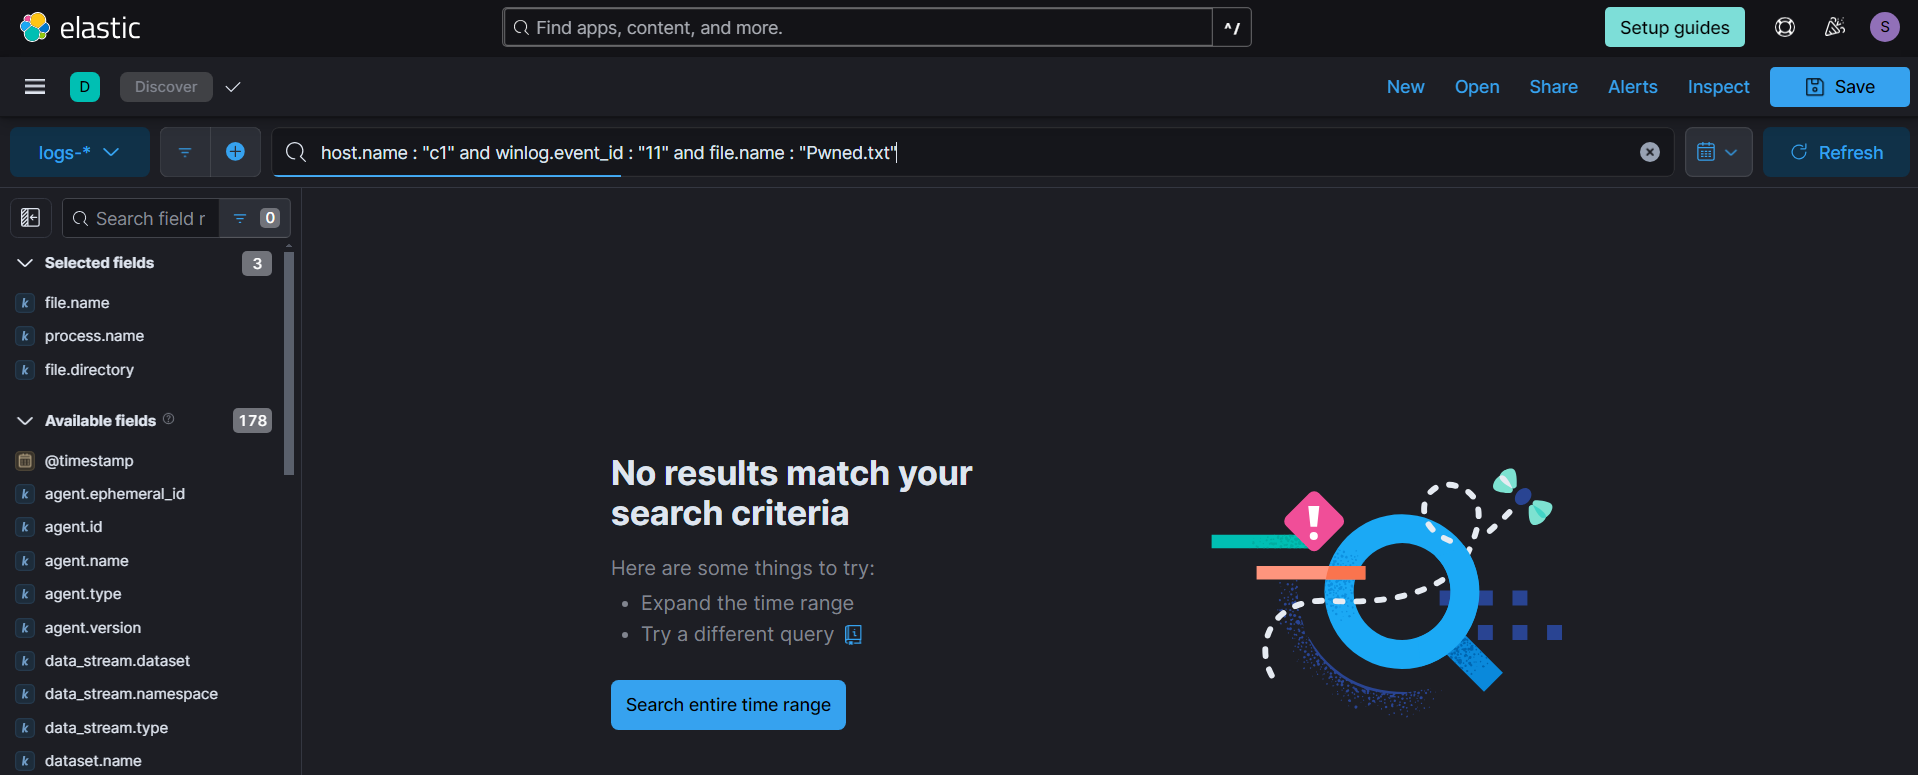 elastic
Find apps, content, and more.
^/
Setup guides
S
D
Discover
New
Open
Share
Alerts
Inspect
Save
logs-*
host.name : "c1" and winlog.event_id : "11" and file.name : "Pwned.txt"
Refresh
Search field r
0
Selected fields
3
k file.name
k process.name
k file.directory
Available fields
178
@timestamp
k agent.ephemeral_id
k agent.id
k agent.name
k agent.type
k agent.version
k data_stream.dataset
k data_stream.namespace
k data_stream.type
k dataset.name
No results match your
search criteria
Here are some things to try:
• Expand the time range
• Try a different query
Search entire time range